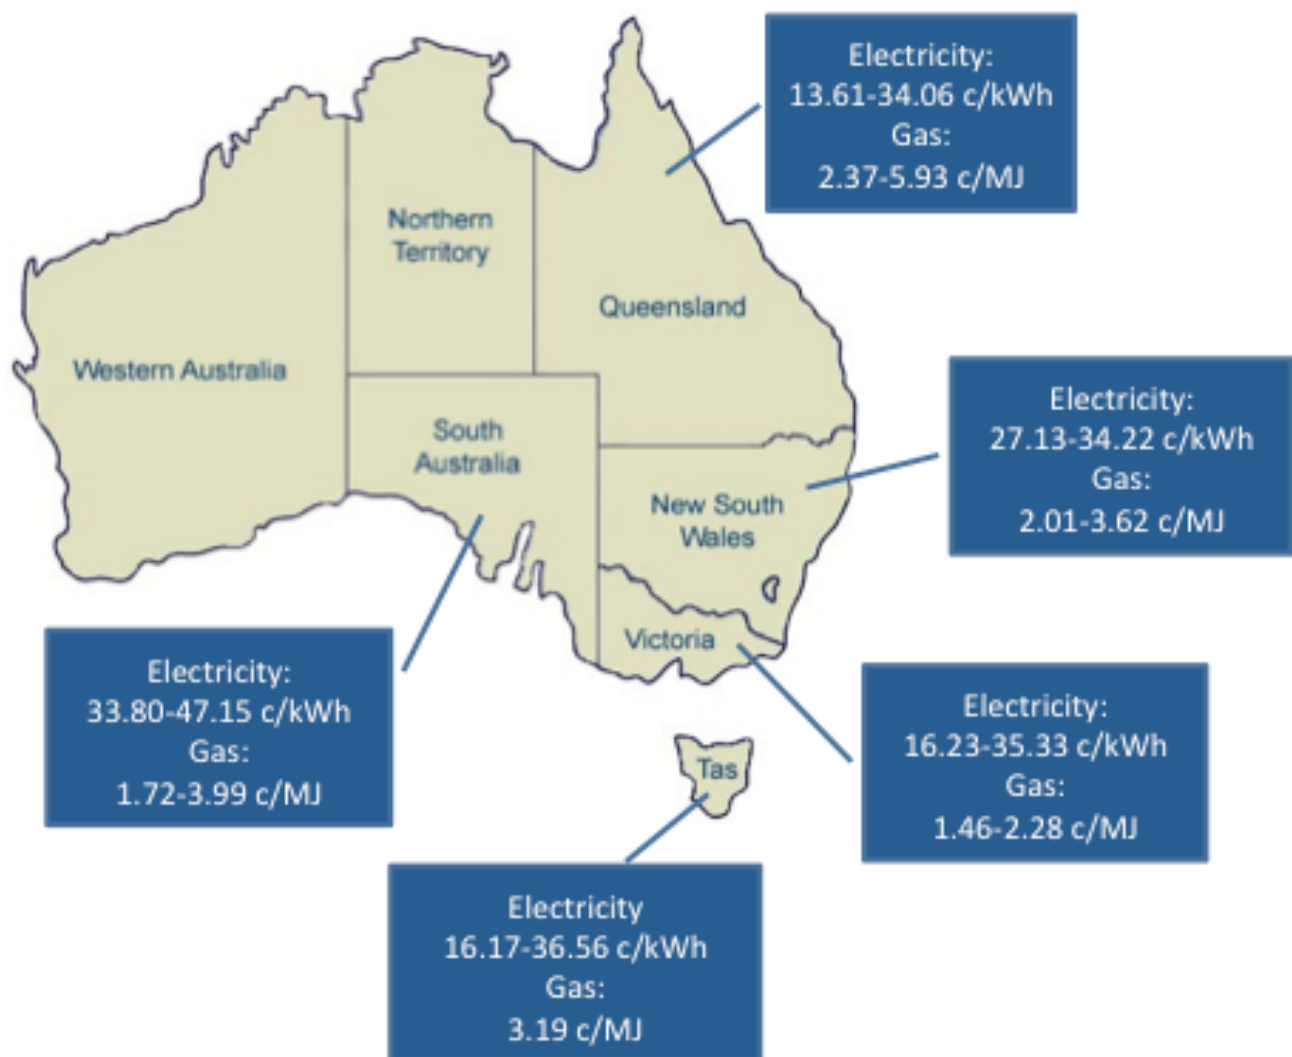 Electricity:
13.61-34.06 c/kWh
Gas:
2.37-5.93 c/MJ
Northern
Territory
Queensland
Western Australia
South
Australia
Electricity:
27.13-34.22 c/kWh
Gas:
2.01-3.62 c/MJ
New South
Wales
Victoria
Electricity:
33.80-47.15 c/kWh
Gas:
1.72-3.99 c/MJ
Electricity:
16.23-35.33 c/kWh
Gas:
1.46-2.28 c/MJ
Tas
Electricity
16.17-36.56 c/kWh
Gas:
3.19 c/MJ